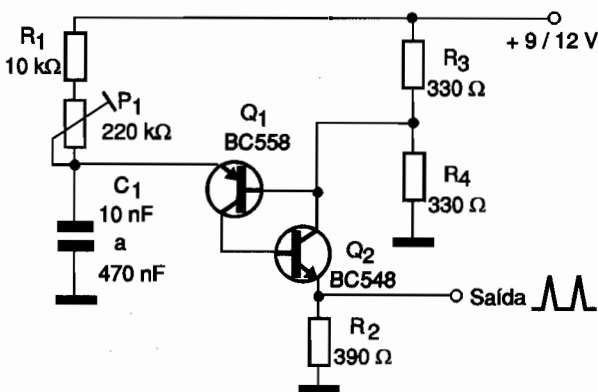 R1
10 kΩ
P1
220 kΩ
C1
10 nF
a
470 nF
Q1
BC558
Q2
BC548
R3
330 Ω
R4
330 Ω
+ 9 / 12 V
Saída
R2
390 Ω